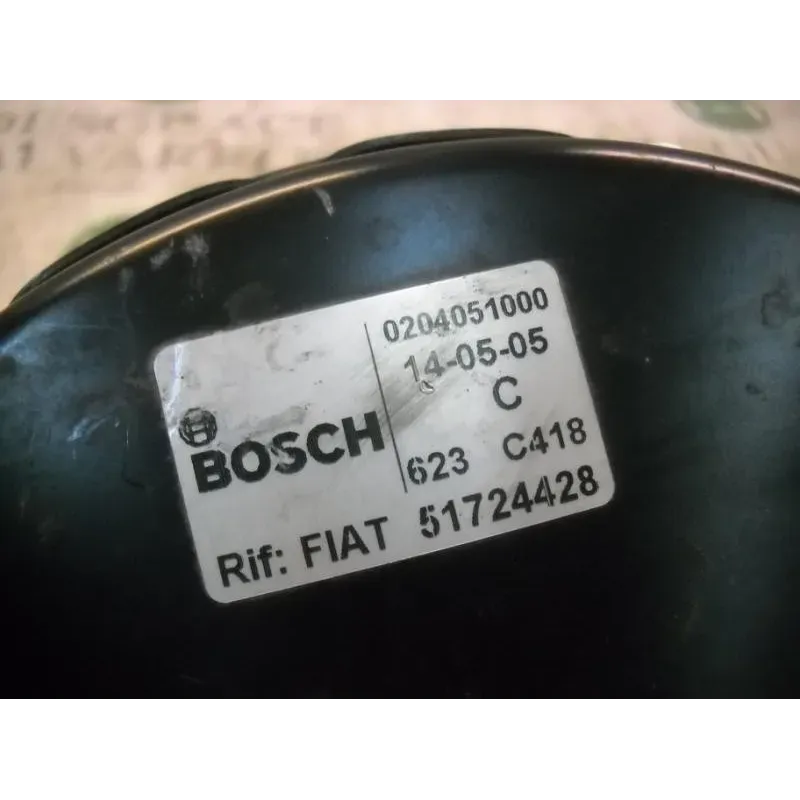 BOSCH
0204051000
14-05-05
C
623 C418
Rif: FIAT 51724428